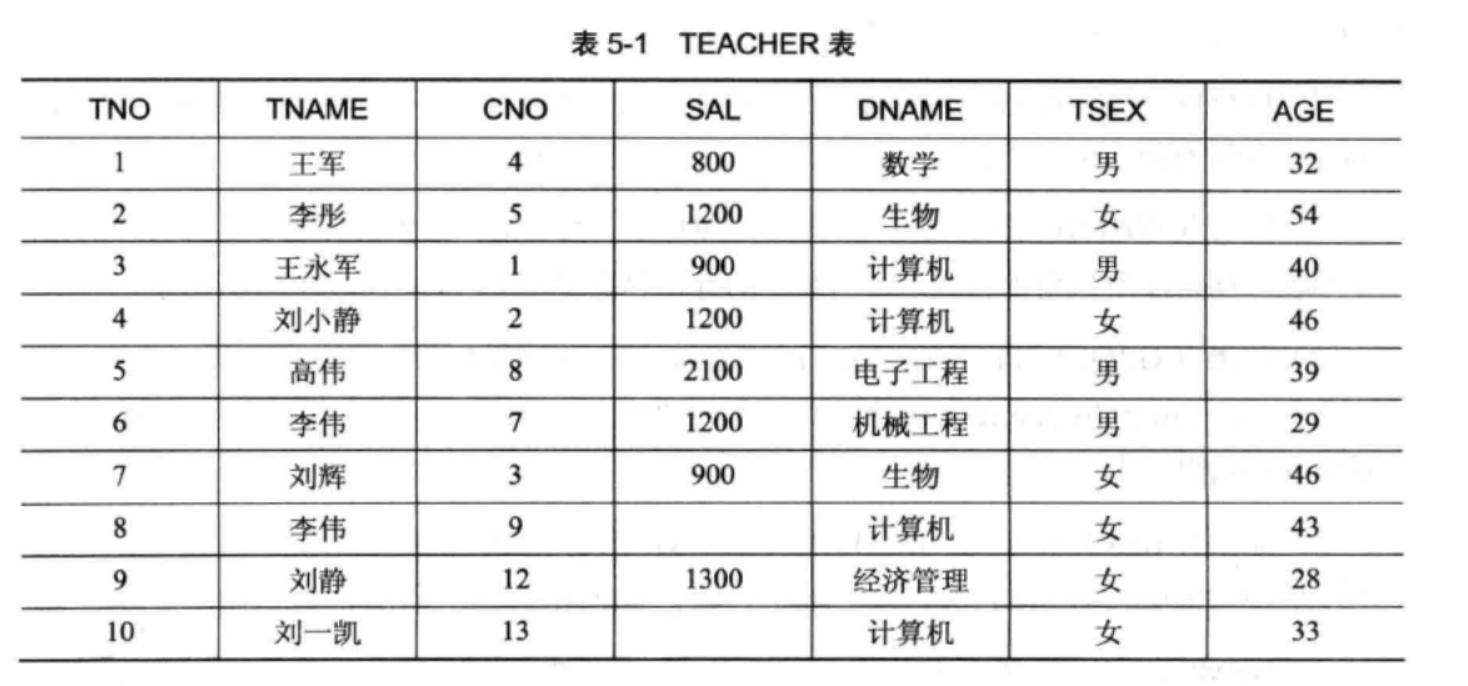 表 5-1 TEACHER 表
TNO TNAME CNO SAL DNAME TSEX AGE
1 王军 4 800 数学 男 32
2 李彤 5 1200 生物 女 54
3 王永军 1 900 计算机 男 40
4 刘小静 2 1200 计算机 女 46
5 高伟 8 2100 电子工程 男 39
6 李伟 7 1200 机械工程 男 29
7 刘辉 3 900 生物 女 46
8 李伟 9 计算机 女 43
9 刘静 12 1300 经济管理 女 28
10 刘一凯 13 计算机 女 33